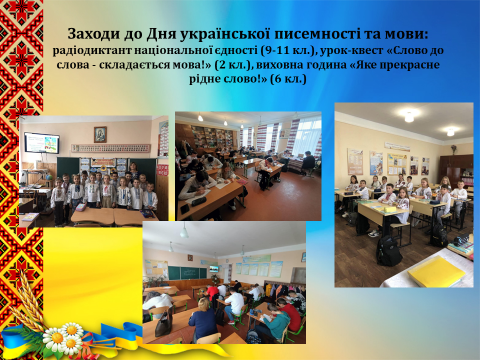 Заходи до Дня української писемності та мови:
радіодиктант національної єдності (9-11 кл.), урок-квест «Слово до
слова - складається мова!» (2 кл.), виховна година «Яке прекрасне
рідне слово!» (6 кл.)